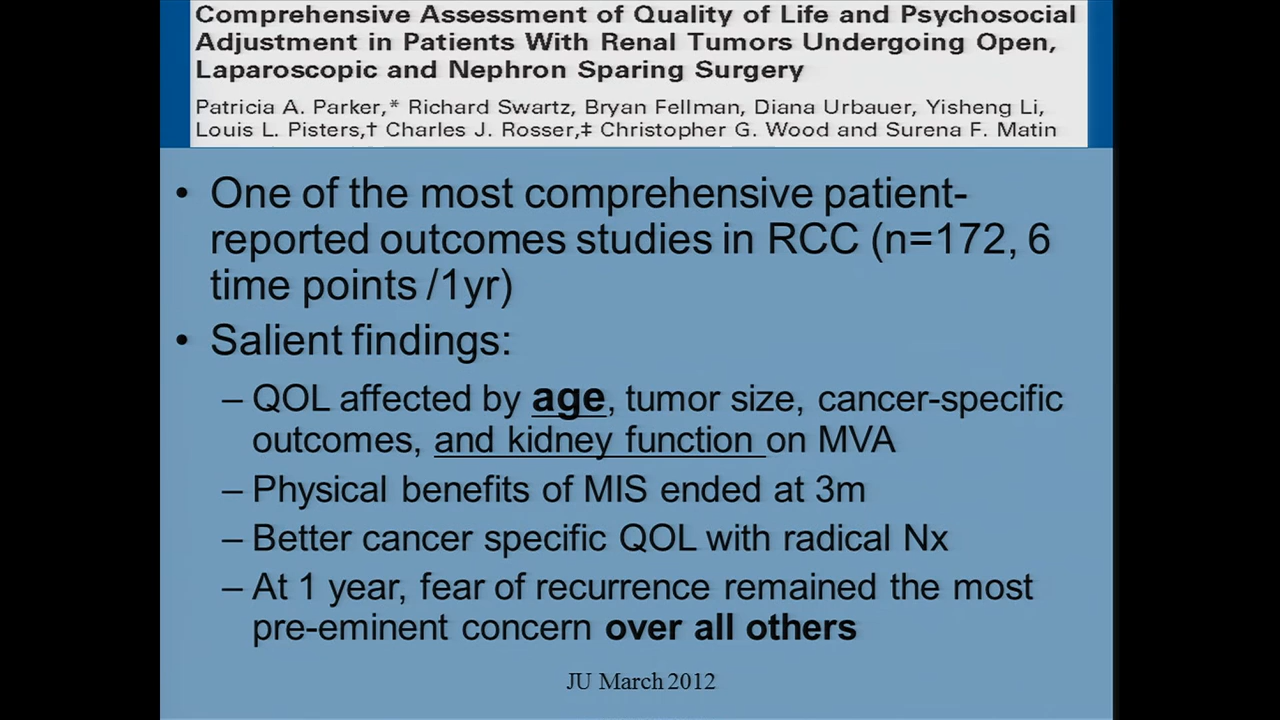 Comprehensive Assessment of Quality of Life and Psychosocial
Adjustment in Patients With Renal Tumors Undergoing Open,
Laparoscopic and Nephron Sparing Surgery
Patricia A. Parker,* Richard Swartz, Bryan Fellman, Diana Urbauer, Yisheng Li,
Louis L. Pisters,† Charles J. Rosser,‡ Christopher G. Wood and Surena F. Matin
• One of the most comprehensive patient-
reported outcomes studies in RCC (n=172, 6
time points /1yr)
• Salient findings:
– QOL affected by age, tumor size, cancer-specific
outcomes, and kidney function on MVA
– Physical benefits of MIS ended at 3m
– Better cancer specific QOL with radical Nx
– At 1 year, fear of recurrence remained the most
pre-eminent concern over all others
JU March 2012